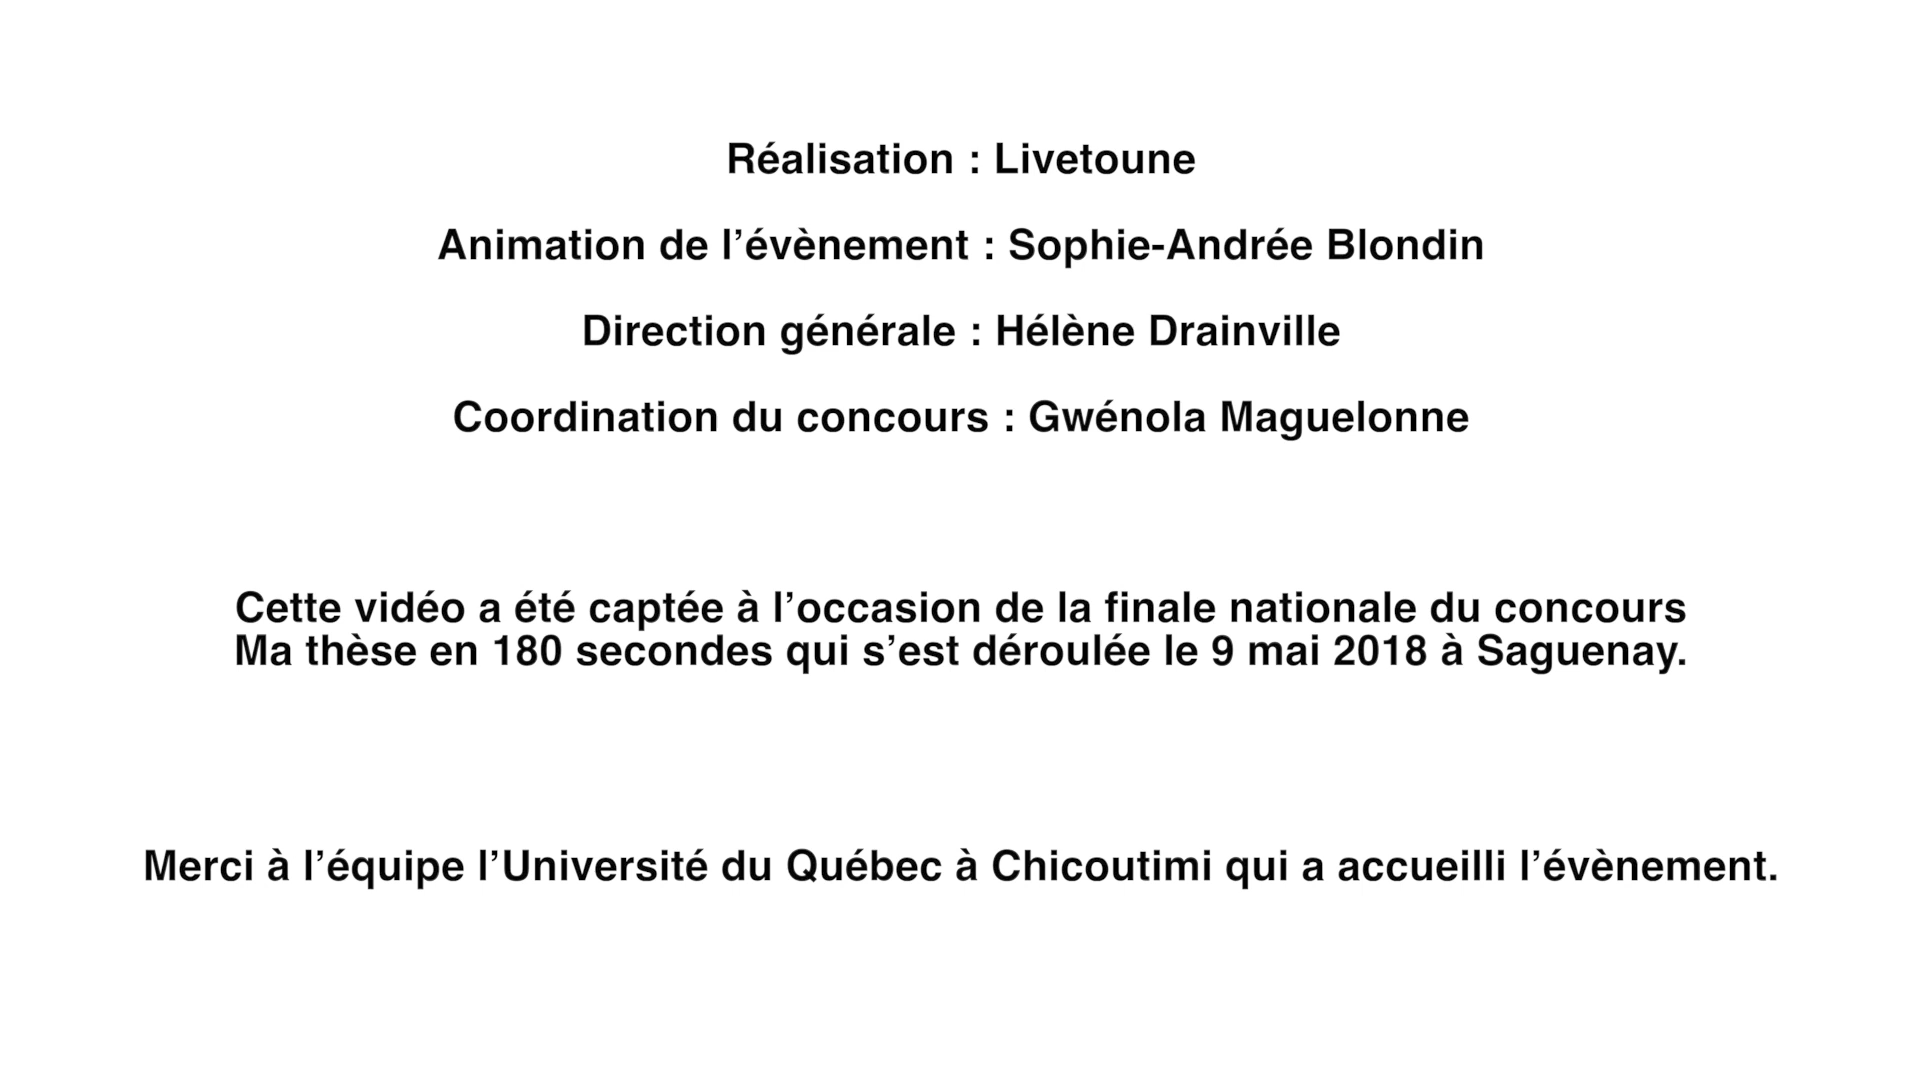 Réalisation : Livetoune
Animation de l’évènement : Sophie-Andrée Blondin
Direction générale : Hélène Drainville
Coordination du concours : Gwénola Maguelonne
Cette vidéo a été captée à l’occasion de la finale nationale du concours
Ma thèse en 180 secondes qui s’est déroulée le 9 mai 2018 à Saguenay.
Merci à l’équipe l’Université du Québec à Chicoutimi qui a accueilli l’évènement.